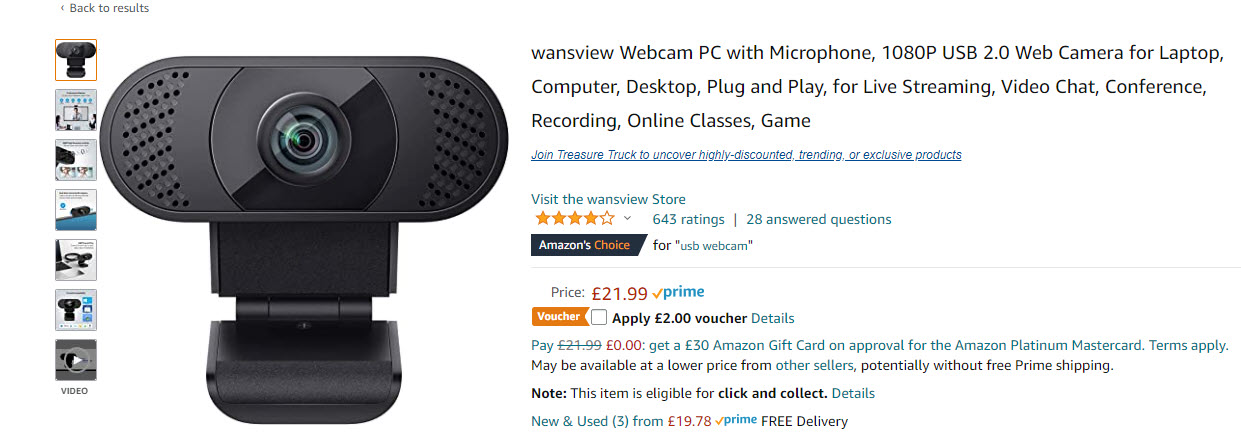 ‹ Back to results
wansview Webcam PC with Microphone, 1080P USB 2.0 Web Camera for Laptop,
Computer, Desktop, Plug and Play, for Live Streaming, Video Chat, Conference,
Recording, Online Classes, Game
Join Treasure Truck to uncover highly-discounted, trending, or exclusive products
Visit the wansview Store
643 ratings | 28 answered questions
Amazon's Choice for "usb webcam"
Price: £21.99 prime
Voucher Apply £2.00 voucher Details
Pay £21.99 £0.00: get a £30 Amazon Gift Card on approval for the Amazon Platinum Mastercard. Terms apply.
May be available at a lower price from other sellers, potentially without free Prime shipping.
Note: This item is eligible for click and collect. Details
New & Used (3) from £19.78 prime FREE Delivery
VIDEO